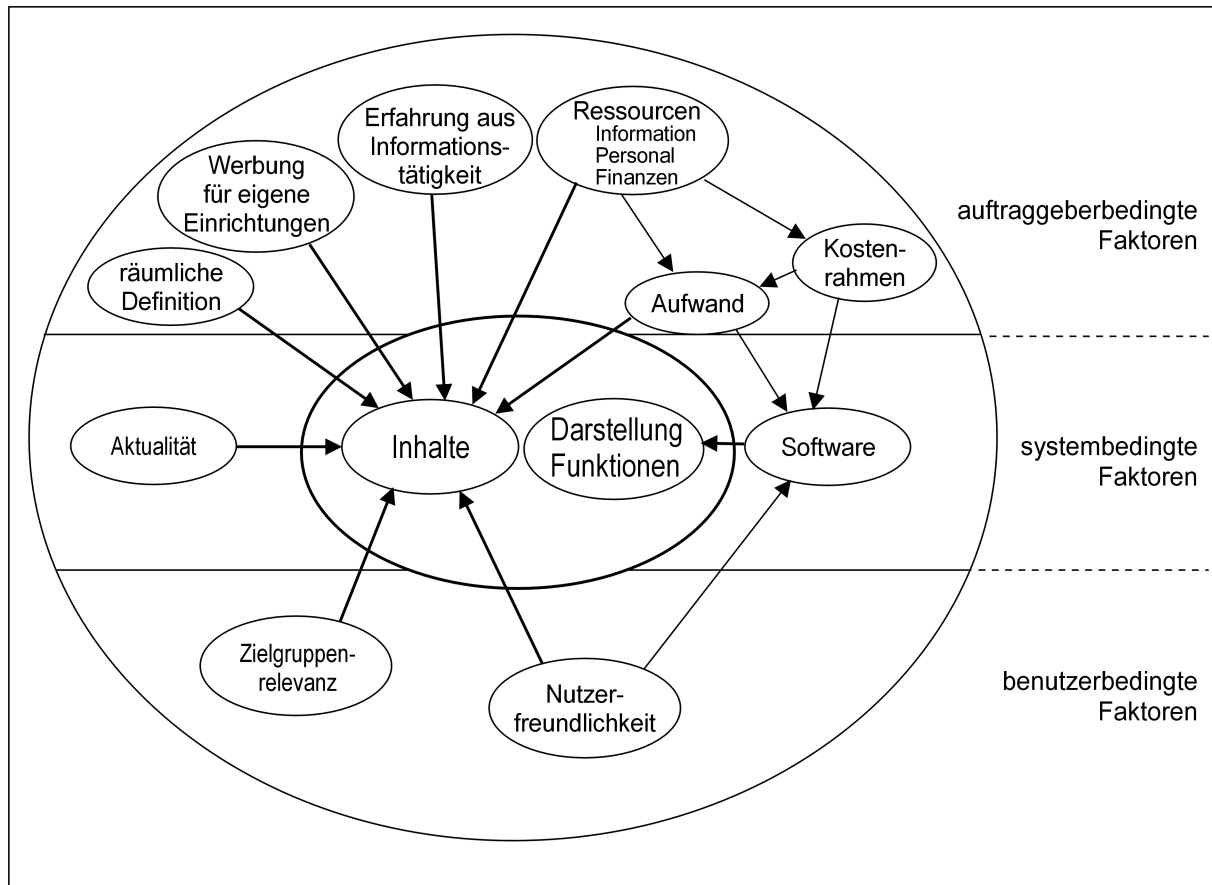 Erfahrung aus
Informations-
tätigkeit
Ressourcen
Information
Personal
Finanzen
Werbung
für eigene
Einrichtungen
auftraggeberbedingte
Faktoren
Kosten-
rahmen
räumliche
Definition
Aufwand
Aktualität
Inhalte
Darstellung
Funktionen
Software
systembedingte
Faktoren
Zielgruppen-
relevanz
Nutzer-
freundlichkeit
benutzerbedingte
Faktoren